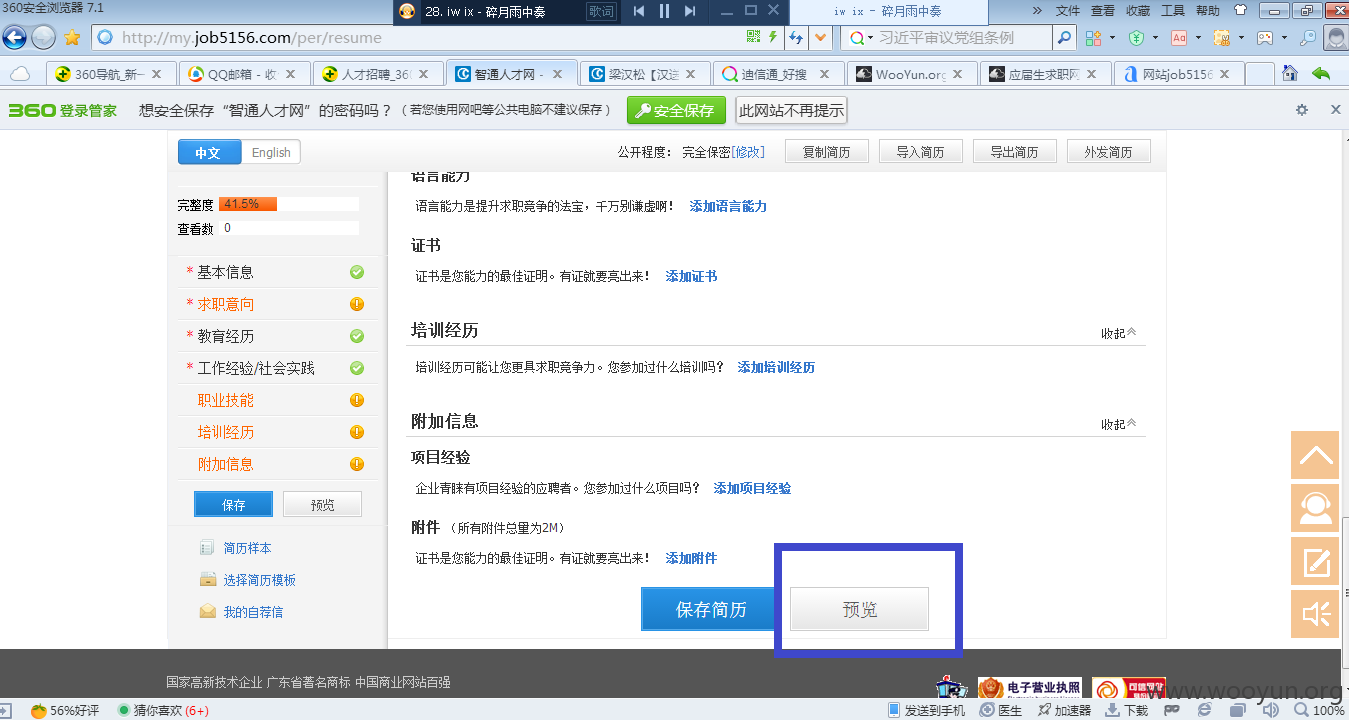 360安全浏览器 7.1
28. iw ix - 碎月雨中奏
歌词
iw ix - 碎月雨中奏
» 文件 查看 收藏 工具 帮助
http://my.job5156.com/per/resume
习近平审议党组条例
360导航_新一
QQ邮箱 - 收
人才招聘_360
智通人才网 -
梁汉松【汉送
迪信通_好搜
WooYun.org
应届生求职网
网站job5156
360 登录管家
想安全保存“智通人才网”的密码吗？（若您使用网吧等公共电脑不建议保存）
安全保存
此网站不再提示
中文
English
公开程度： 完全保密[修改]
复制简历
导入简历
导出简历
外发简历
完整度 41.5%
查看数 0
* 基本信息
* 求职意向
* 教育经历
* 工作经验/社会实践
职业技能
培训经历
附加信息
保存
预览
简历样本
选择简历模板
我的自荐信
语言能力
语言能力是提升求职竞争的法宝，千万别谦虚啊！ 添加语言能力
证书
证书是您能力的最佳证明。有证就要亮出来！ 添加证书
培训经历
收起
培训经历可能让您更具求职竞争力。您参加过什么培训吗？ 添加培训经历
附加信息
收起
项目经验
企业青睐有项目经验的应聘者。您参加过什么项目吗？ 添加项目经验
附件 （所有附件总量为2M）
证书是您能力的最佳证明。有证就要亮出来！ 添加附件
保存简历
预览
国家高新技术企业 广东省著名商标 中国商业网站百强
电子营业执照
www.wooyun.org
56%好评
猜你喜欢 (6+)
发送到手机
医生
加速器
下载
100%